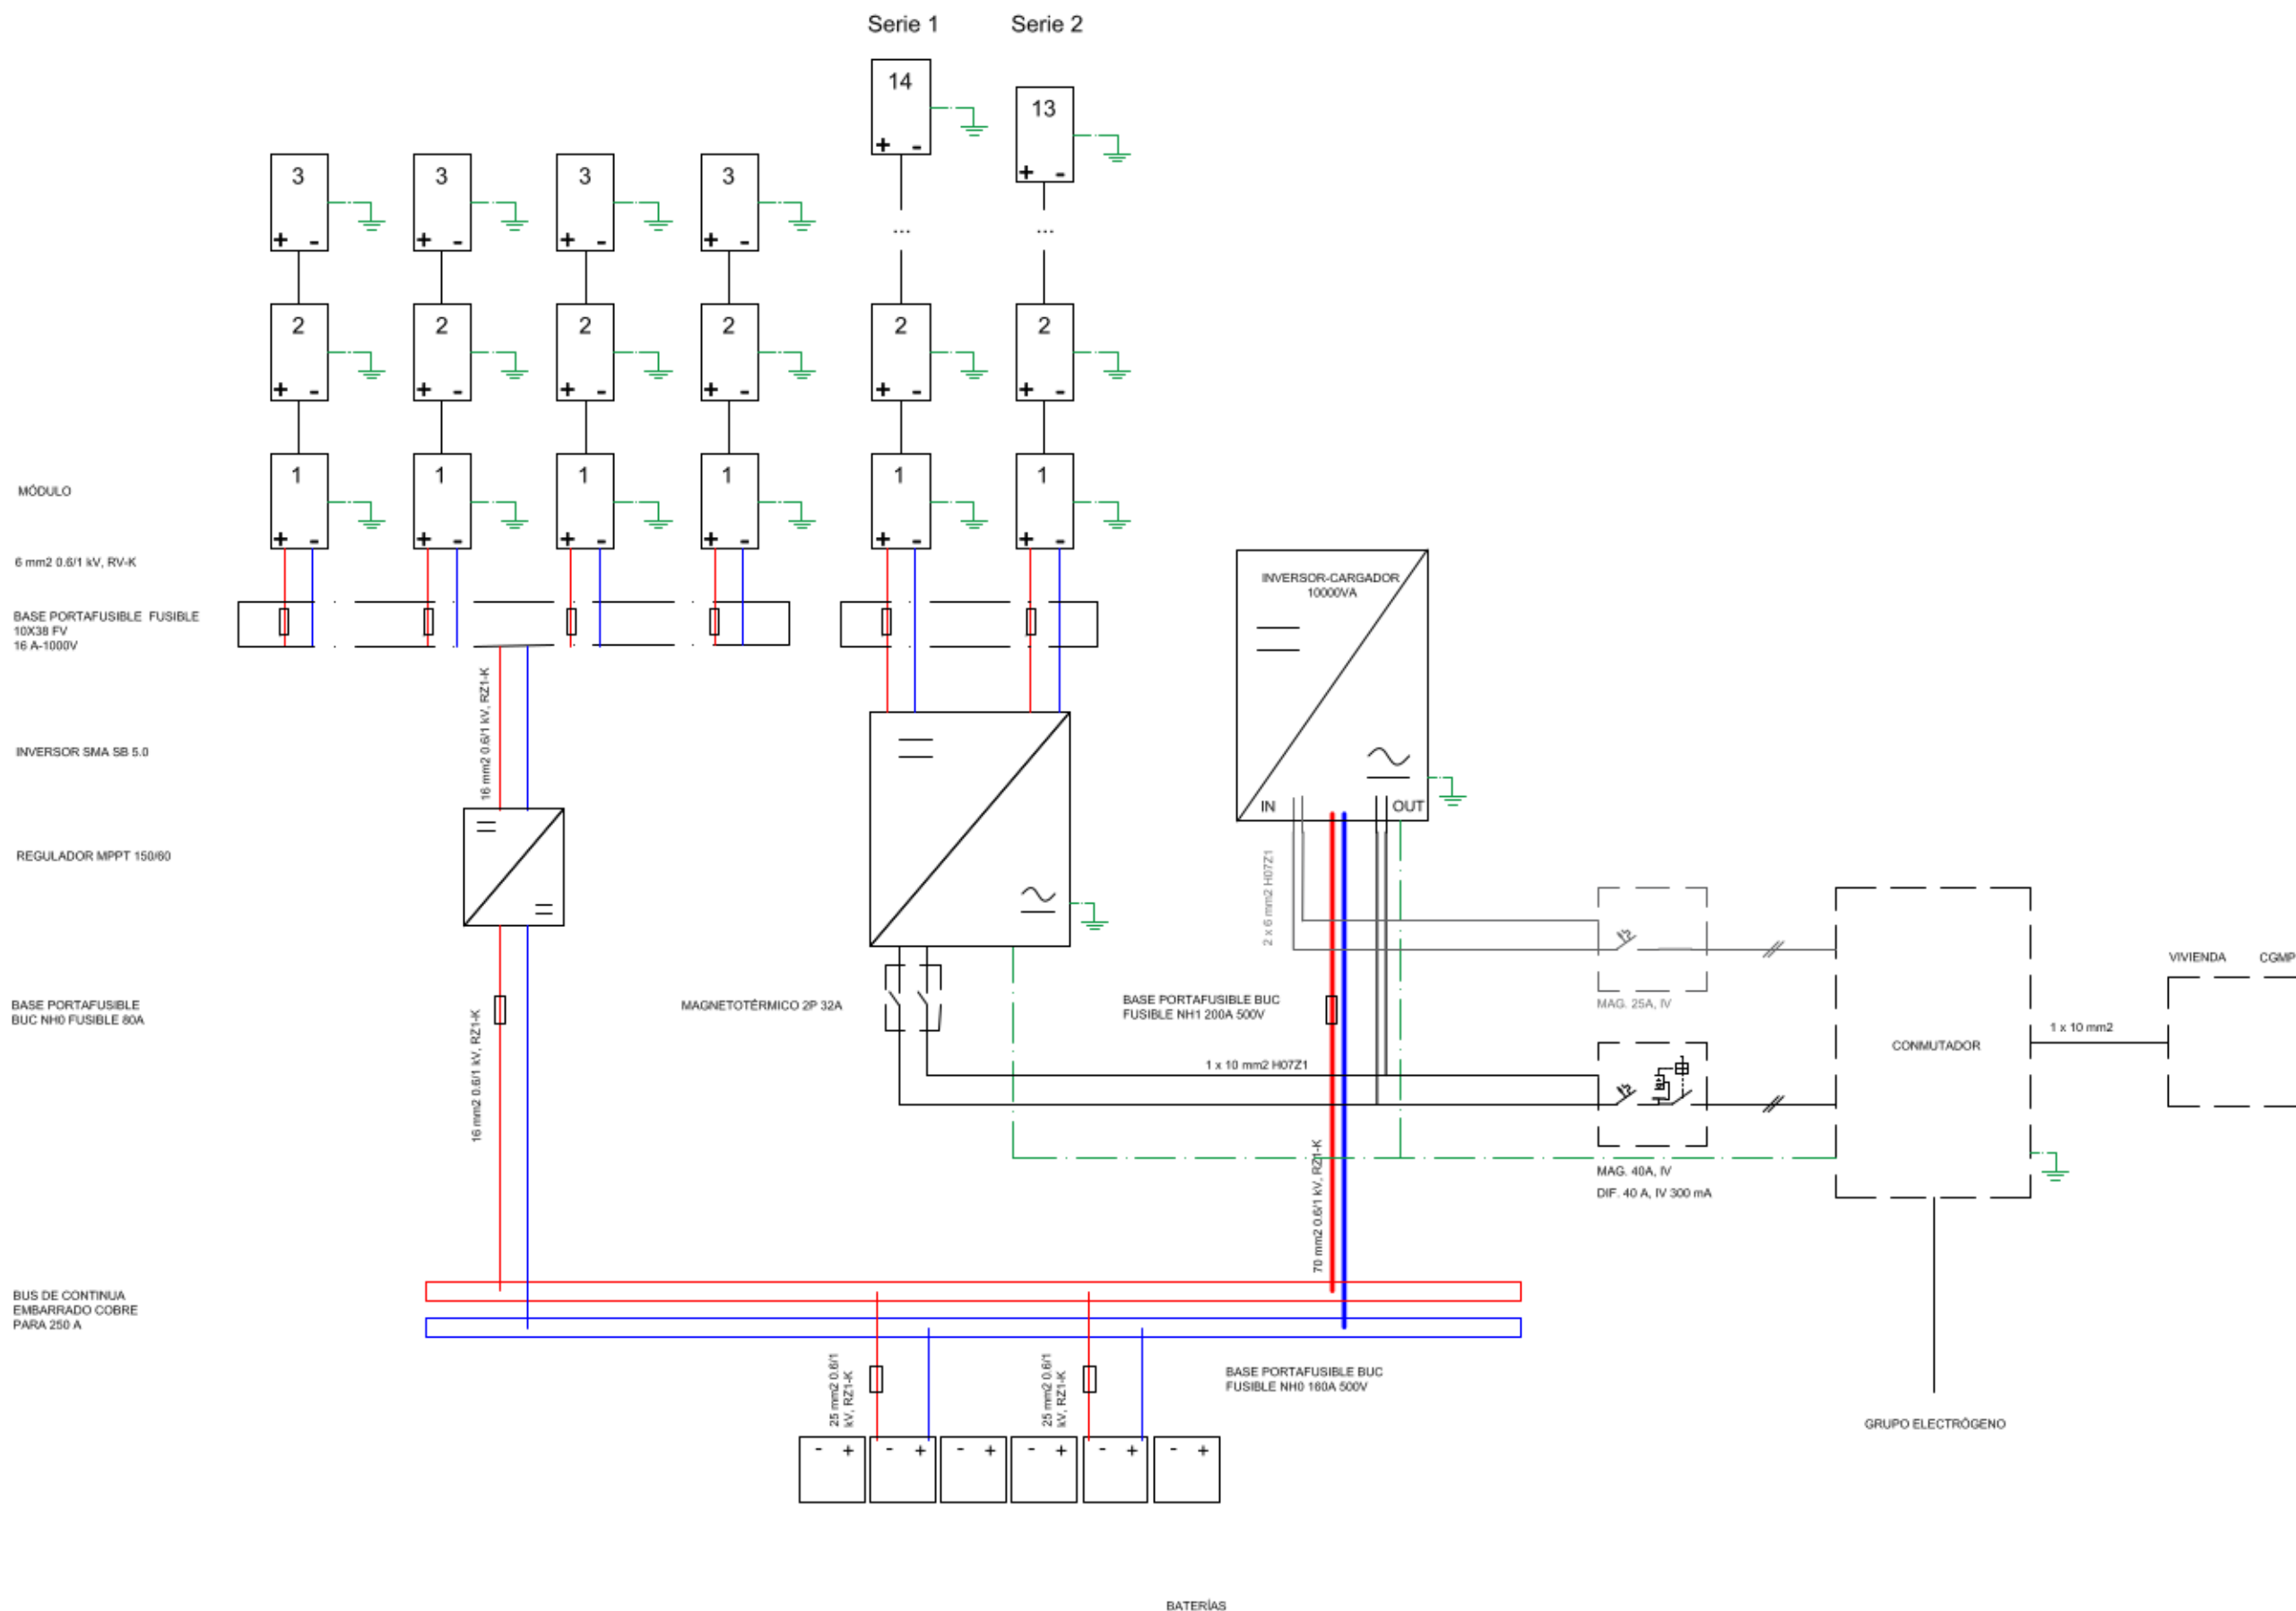 Serie 1
Serie 2
14
+ -
13
+ -
3
+ -
3
+ -
3
+ -
3
+ -
...
...
2
+ -
2
+ -
2
+ -
2
+ -
2
+ -
2
+ -
MÓDULO
1
+ -
1
+ -
1
+ -
1
+ -
1
+ -
1
+ -
6 mm2 0.6/1 kV, RV-K
BASE PORTAFUSIBLE FUSIBLE
10X38 FV
16 A-1000V
INVERSOR-CARGADOR
10000VA
16 mm2 0.6/1 kV, RZ1-K
INVERSOR SMA SB 5.0
IN
OUT
REGULADOR MPPT 150/60
2 x 6 mm2 H07Z1
VIVIENDA
CGMP
BASE PORTAFUSIBLE
BUC NH0 FUSIBLE 80A
16 mm2 0.6/1 kV, RZ1-K
MAGNETOTÉRMICO 2P 32A
BASE PORTAFUSIBLE BUC
FUSIBLE NH1 200A 500V
MAG. 25A, IV
1 x 10 mm2
CONMUTADOR
1 x 10 mm2 H07Z1
70 mm2 0.6/1 kV, RZ1-K
MAG. 40A, IV
DIF. 40 A, IV 300 mA
BUS DE CONTINUA
EMBARRADO COBRE
PARA 250 A
25 mm2 0.6/1
kV, RZ1-K
25 mm2 0.6/1
kV, RZ1-K
BASE PORTAFUSIBLE BUC
FUSIBLE NH0 160A 500V
GRUPO ELECTRÓGENO
- +
- +
- +
- +
- +
- +
BATERÍAS